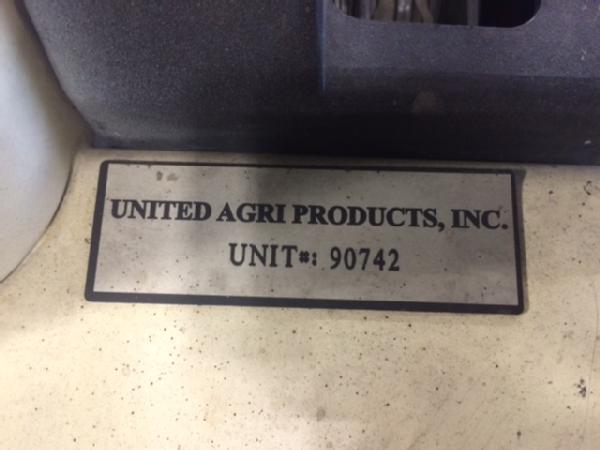 UNITED AGRI PRODUCTS, INC.
UNIT#: 90742